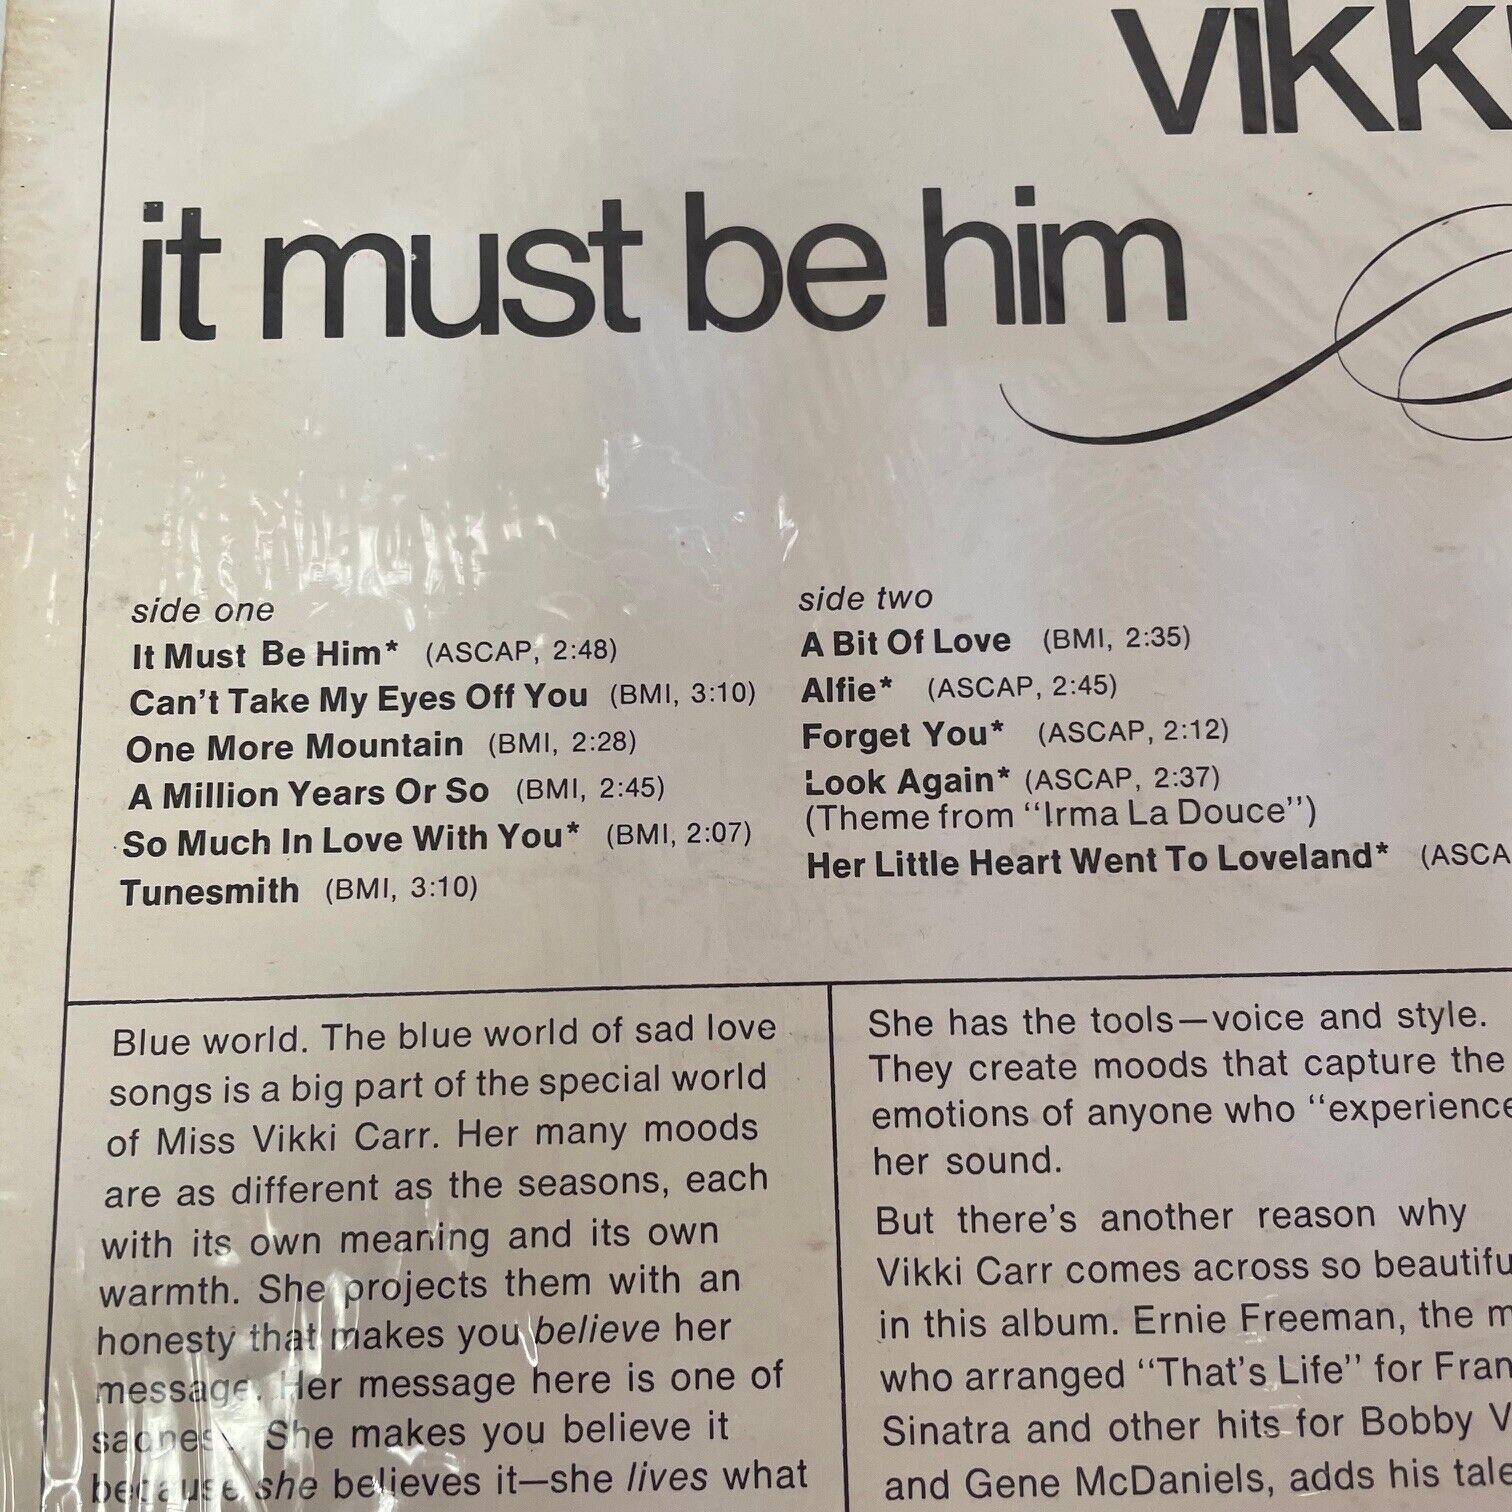 vikki
it must be him
side one
It Must Be Him* (ASCAP, 2:48)
Can't Take My Eyes Off You (BMI, 3:10)
One More Mountain (BMI, 2:28)
A Million Years Or So (BMI, 2:45)
So Much In Love With You* (BMI, 2:07)
Tunesmith (BMI, 3:10)
side two
A Bit Of Love (BMI, 2:35)
Alfie* (ASCAP, 2:45)
Forget You* (ASCAP, 2:12)
Look Again* (ASCAP, 2:37)
(Theme from "Irma La Douce")
Her Little Heart Went To Loveland* (ASCA
Blue world. The blue world of sad love
songs is a big part of the special world
of Miss Vikki Carr. Her many moods
are as different as the seasons, each
with its own meaning and its own
warmth. She projects them with an
honesty that makes you believe her
message. Her message here is one of
sadness. She makes you believe it
because she believes it—she lives what
She has the tools—voice and style.
They create moods that capture the
emotions of anyone who "experience
her sound.
But there's another reason why
Vikki Carr comes across so beautifu
in this album. Ernie Freeman, the m
who arranged "That's Life" for Fran
Sinatra and other hits for Bobby V
and Gene McDaniels, adds his tale